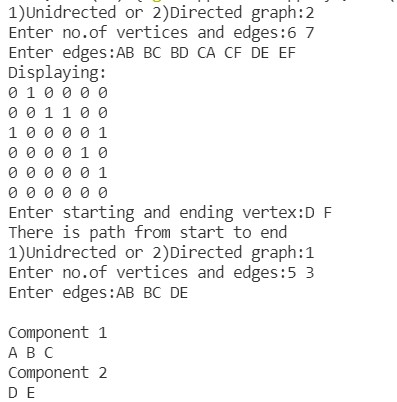 1)Unidrected or 2)Directed graph:2
Enter no.of vertices and edges:6 7
Enter edges:AB BC BD CA CF DE EF
Displaying:
0 1 0 0 0 0
0 0 1 1 0 0
1 0 0 0 0 1
0 0 0 0 1 0
0 0 0 0 0 1
0 0 0 0 0 0
Enter starting and ending vertex:D F
There is path from start to end
1)Unidrected or 2)Directed graph:1
Enter no.of vertices and edges:5 3
Enter edges:AB BC DE
Component 1
A B C
Component 2
D E